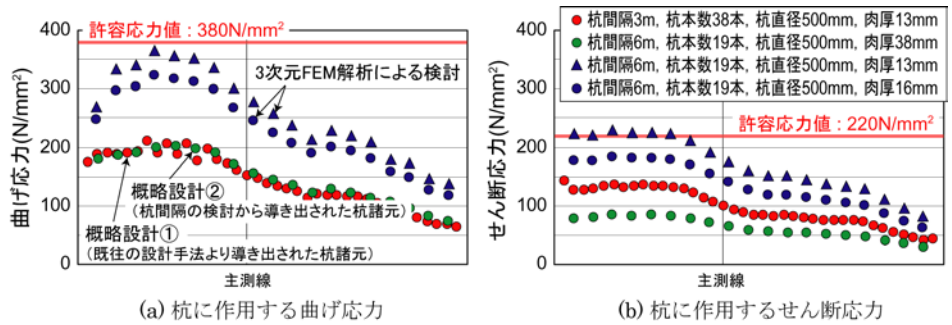 許容応力値：380N/mm²
曲げ応力(N/mm²)
400
300
200
100
0
3次元FEM解析による検討
概略設計②
(杭間隔の検討から導き出された杭諸元)
概略設計①
(既往の設計手法より導き出された杭諸元)
主測線
(a) 杭に作用する曲げ応力
杭間隔3m, 杭本数38本, 杭直径500mm, 肉厚13mm
杭間隔6m, 杭本数19本, 杭直径500mm, 肉厚38mm
杭間隔6m, 杭本数19本, 杭直径500mm, 肉厚13mm
杭間隔6m, 杭本数19本, 杭直径500mm, 肉厚16mm
許容応力値：220N/mm²
せん断応力(N/mm²)
400
300
200
100
0
主測線
(b) 杭に作用するせん断応力